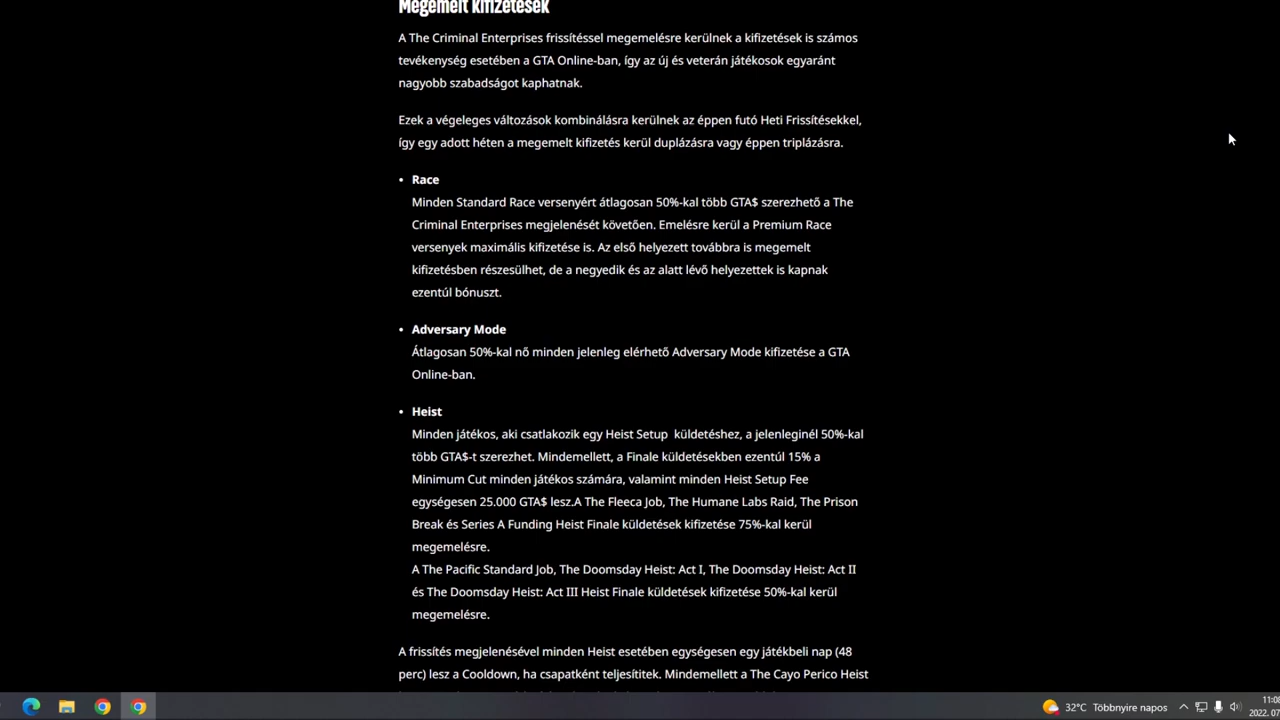 Megemelt kifizetések
A The Criminal Enterprises frissítéssel megemelésre kerülnek a kifizetések is számos
tevékenység esetében a GTA Online-ban, így az új és veterán játékosok egyaránt
nagyobb szabadságot kaphatnak.
Ezek a végeleges változások kombinálásra kerülnek az éppen futó Heti Frissítésekkel,
így egy adott héten a megemelt kifizetés kerül duplázásra vagy éppen triplázásra.
• Race
Minden Standard Race versenyért átlagosan 50%-kal több GTA$ szerezhető a The
Criminal Enterprises megjelenését követően. Emelésre kerül a Premium Race
versenyek maximális kifizetése is. Az első helyezett továbbra is megemelt
kifizetésben részesülhet, de a negyedik és az alatt lévő helyezettek is kapnak
ezentúl bónuszt.
• Adversary Mode
Átlagosan 50%-kal nő minden jelenleg elérhető Adversary Mode kifizetése a GTA
Online-ban.
• Heist
Minden játékos, aki csatlakozik egy Heist Setup  küldetéshez, a jelenleginél 50%-kal
több GTA$-t szerezhet. Mindemellett, a Finale küldetésekben ezentúl 15% a
Minimum Cut minden játékos számára, valamint minden Heist Setup Fee
egységesen 25.000 GTA$ lesz.A The Fleeca Job, The Humane Labs Raid, The Prison
Break és Series A Funding Heist Finale küldetések kifizetése 75%-kal kerül
megemelésre.
A The Pacific Standard Job, The Doomsday Heist: Act I, The Doomsday Heist: Act II
és The Doomsday Heist: Act III Heist Finale küldetések kifizetése 50%-kal kerül
megemelésre.
A frissítés megjelenésével minden Heist esetében egységesen egy játékbeli nap (48
perc) lesz a Cooldown, ha csapatként teljesítitek. Mindemellett a The Cayo Perico Heist
32°C Többnyire napos
11:08
2022. 07